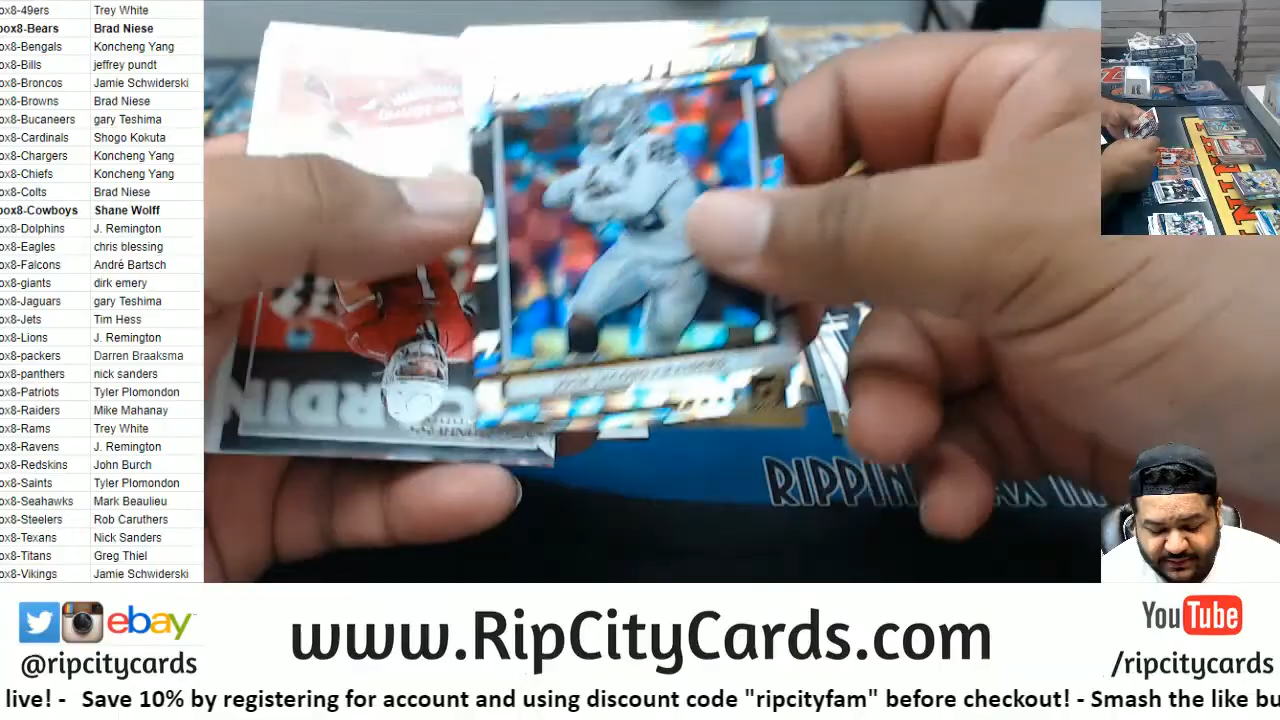 ox8-49ers Trey White
box8-Bears Brad Niese
ox8-Bengals Koncheng Yang
ox8-Bills jeffrey pundt
ox8-Broncos Jamie Schwiderski
ox8-Browns Brad Niese
ox8-Bucaneers gary Teshima
ox8-Cardinals Shogo Kokuta
ox8-Chargers Koncheng Yang
ox8-Chiefs Koncheng Yang
ox8-Colts Brad Niese
box8-Cowboys Shane Wolff
ox8-Dolphins J. Remington
ox8-Eagles chris blessing
ox8-Falcons André Bartsch
ox8-giants dirk emery
ox8-Jaguars gary Teshima
ox8-Jets Tim Hess
ox8-Lions J. Remington
ox8-packers Darren Braaksma
ox8-panthers nick sanders
ox8-Patriots Tyler Plomondon
ox8-Raiders Mike Mahanay
ox8-Rams Trey White
ox8-Ravens J. Remington
ox8-Redskins John Burch
ox8-Saints Tyler Plomondon
ox8-Seahawks Mark Beaulieu
ox8-Steelers Rob Caruthers
ox8-Texans Nick Sanders
ox8-Titans Greg Thiel
ox8-Vikings Jamie Schwiderski
CARDIN
RIPPIN
ebay
@ripcitycards
www.RipCityCards.com
YouTube
/ripcitycards
live! - Save 10% by registering for account and using discount code "ripcityfam" before checkout! - Smash the like bu